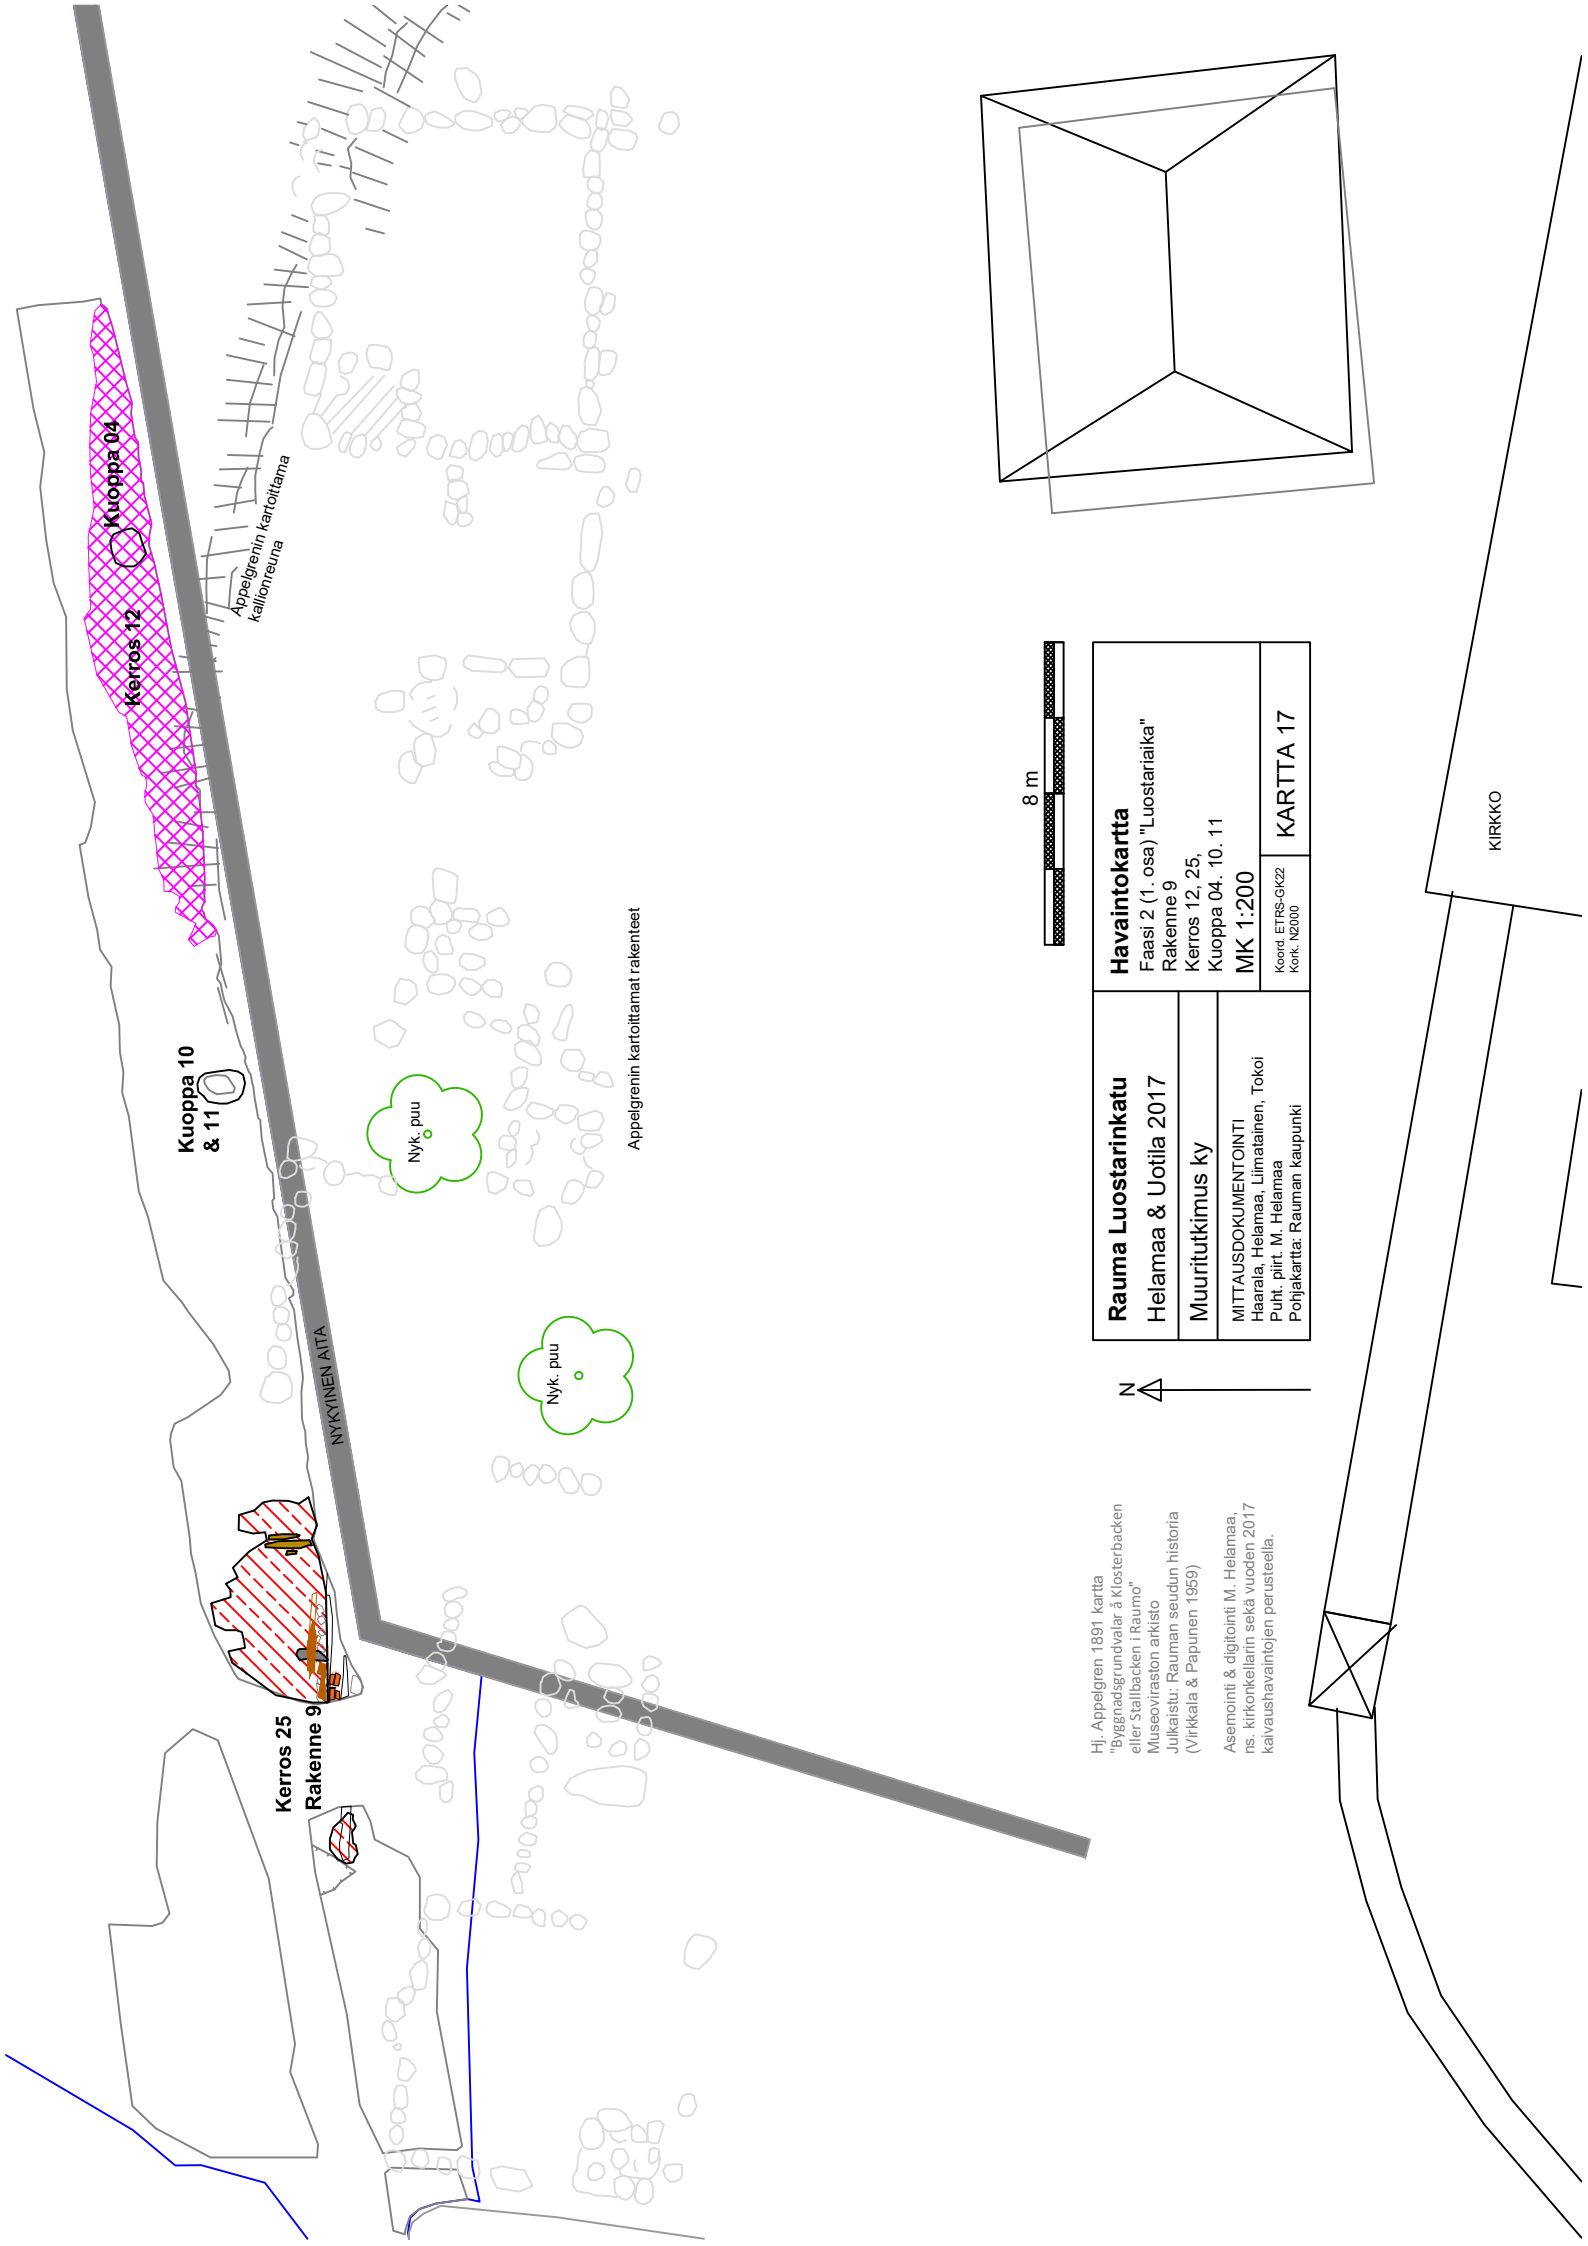 Kuoppa 04
Kerros 12
Appelgrenin kartoittama
kallionreuna
Kuoppa 10
& 11
Nyk. puu
Nyk. puu
NYKYINEN AITA
Kerros 25
Rakenne 9
Appelgrenin kartoittamat rakenteet
8 m
Rauma Luostarinkatu
Helamaa & Uotila 2017
Muuritutkimus ky
MITTAUSDOKUMENTOINTI
Haarala, Helamaa, Liimatainen, Tokoi
Puht. piirt. M. Helamaa
Pohjakartta: Rauman kaupunki
Havaintokartta
Faasi 2 (1. osa) "Luostariaika"
Rakenne 9
Kerros 12, 25,
Kuoppa 04. 10. 11
MK 1:200
Koord. ETRS-GK22
Kork. N2000
KARTTA 17
N
Hj. Appelgren 1891 kartta
"Byggnadsgrundvalar å Klosterbacken
eller Stallbacken i Raumo"
Museoviraston arkisto
Julkaistu: Rauman seudun historia
(Virkkala & Papunen 1959)
Asemointi & digitointi M. Helamaa,
ns. kirkonkellarin sekä vuoden 2017
kaivaushavaintojen perusteella.
KIRKKO